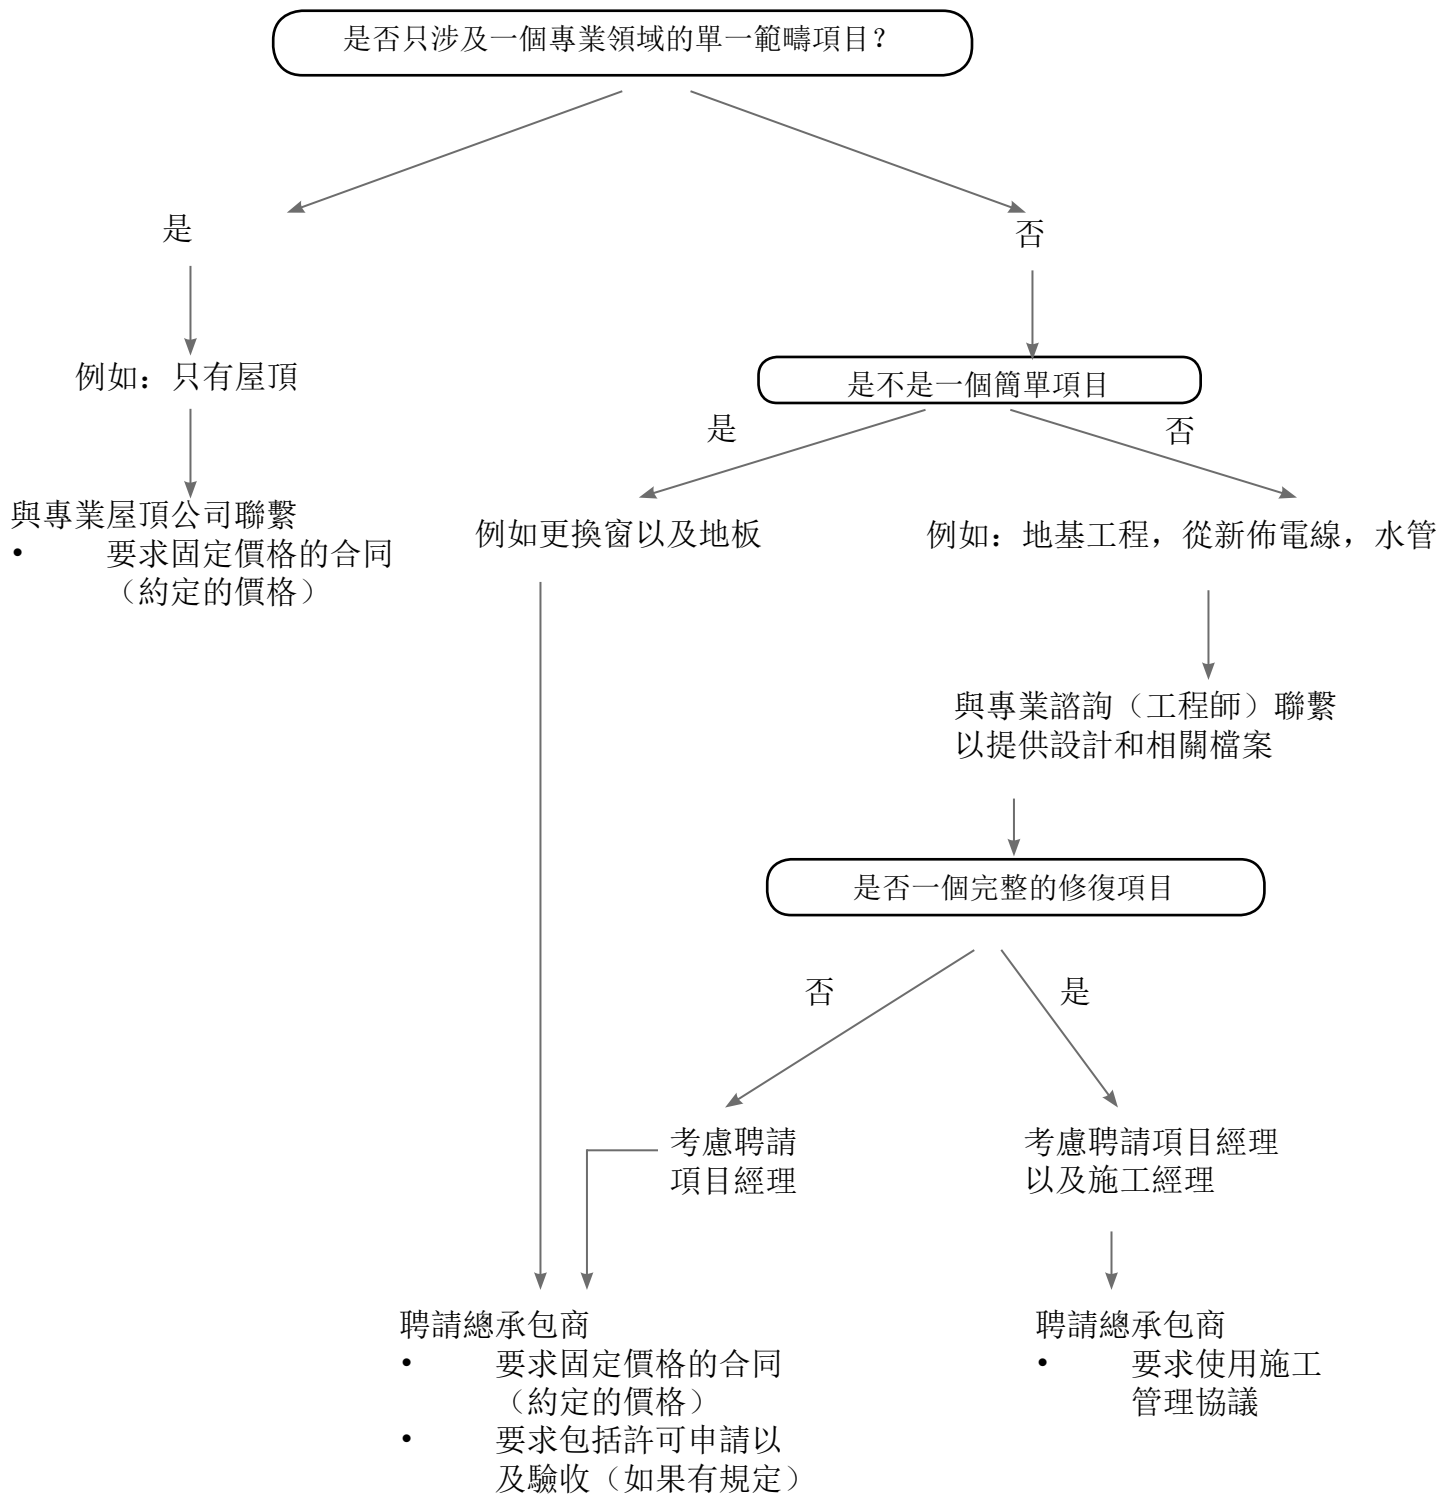 是否只涉及一個專業領域的單一範疇項目？
是
否
例如：只有屋頂
是不是一個簡單項目
是
否
與專業屋頂公司聯繫
• 要求固定價格的合同
（約定的價格）
例如更換窗以及地板
例如：地基工程，從新佈電線，水管
與專業諮詢（工程師）聯繫
以提供設計和相關檔案
是否一個完整的修復項目
否
是
考慮聘請
項目經理
考慮聘請項目經理
以及施工經理
聘請總承包商
• 要求固定價格的合同
（約定的價格）
• 要求包括許可申請以
及驗收（如果有規定）
聘請總承包商
• 要求使用施工
管理協議